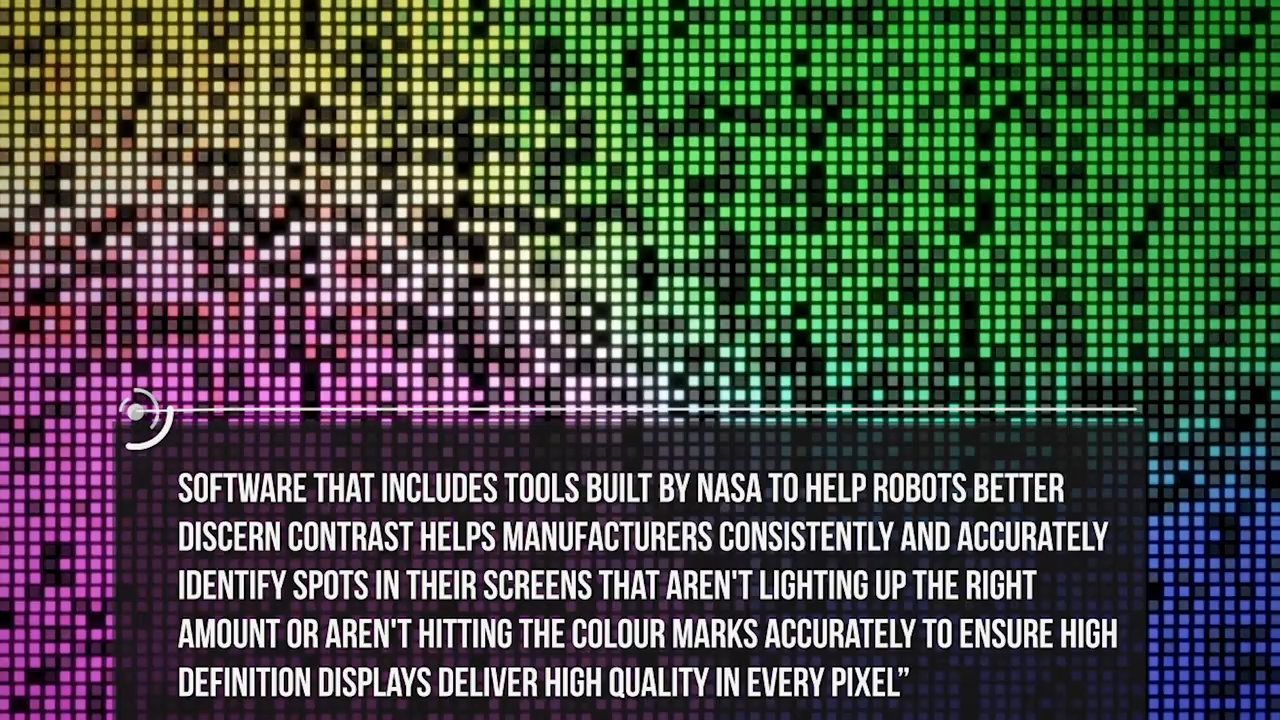 SOFTWARE THAT INCLUDES TOOLS BUILT BY NASA TO HELP ROBOTS BETTER
DISCERN CONTRAST HELPS MANUFACTURERS CONSISTENTLY AND ACCURATELY
IDENTIFY SPOTS IN THEIR SCREENS THAT AREN'T LIGHTING UP THE RIGHT
AMOUNT OR AREN'T HITTING THE COLOUR MARKS ACCURATELY TO ENSURE HIGH
DEFINITION DISPLAYS DELIVER HIGH QUALITY IN EVERY PIXEL”